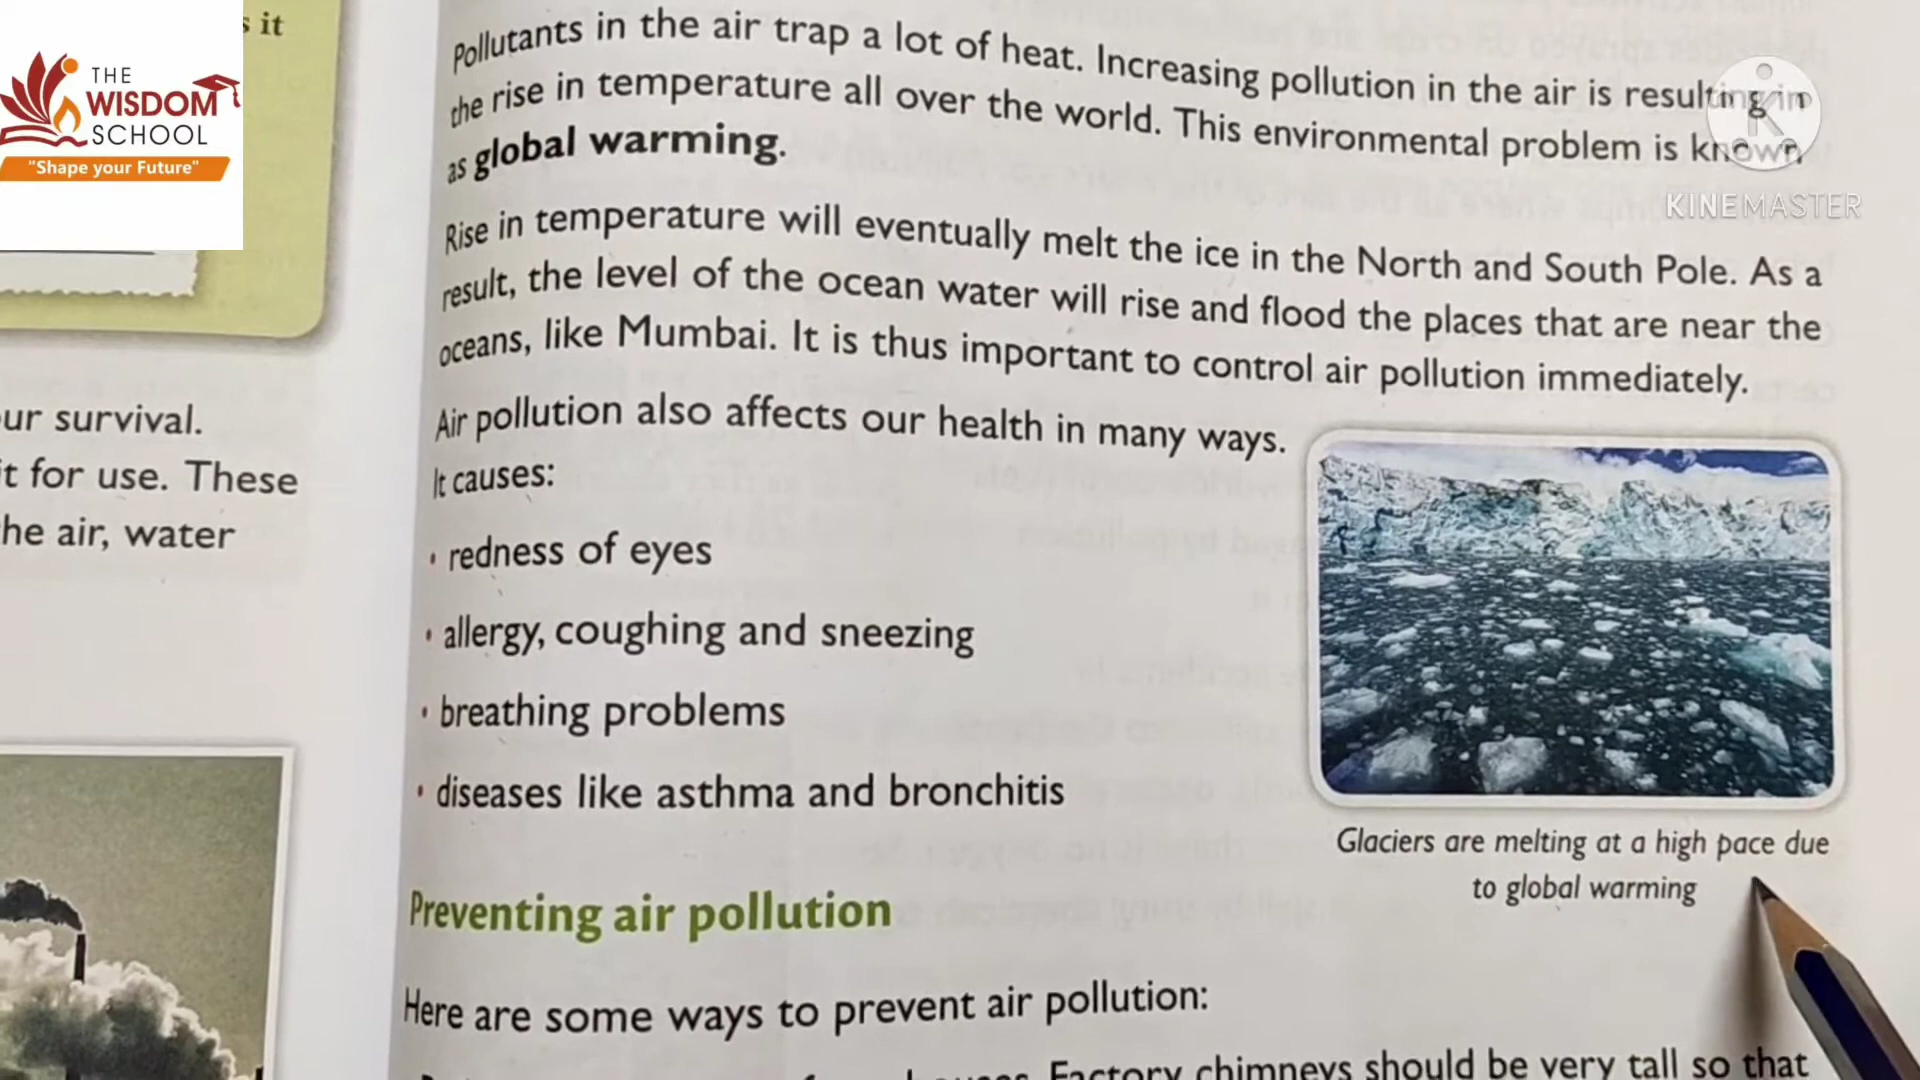 s it
THE
WISDOM
SCHOOL
"Shape your Future"
ur survival.
it for use. These
he air, water
Pollutants in the air trap a lot of heat. Increasing pollution in the air is resulting in
the rise in temperature all over the world. This environmental problem is known
as global warming.
Rise in temperature will eventually melt the ice in the North and South Pole. As a
result, the level of the ocean water will rise and flood the places that are near the
oceans, like Mumbai. It is thus important to control air pollution immediately.
Air pollution also affects our health in many ways.
It causes:
• redness of eyes
• allergy, coughing and sneezing
• breathing problems
• diseases like asthma and bronchitis
Glaciers are melting at a high pace due
to global warming
Preventing air pollution
Here are some ways to prevent air pollution:
Factory chimneys should be very tall so that
K
KINEMASTER